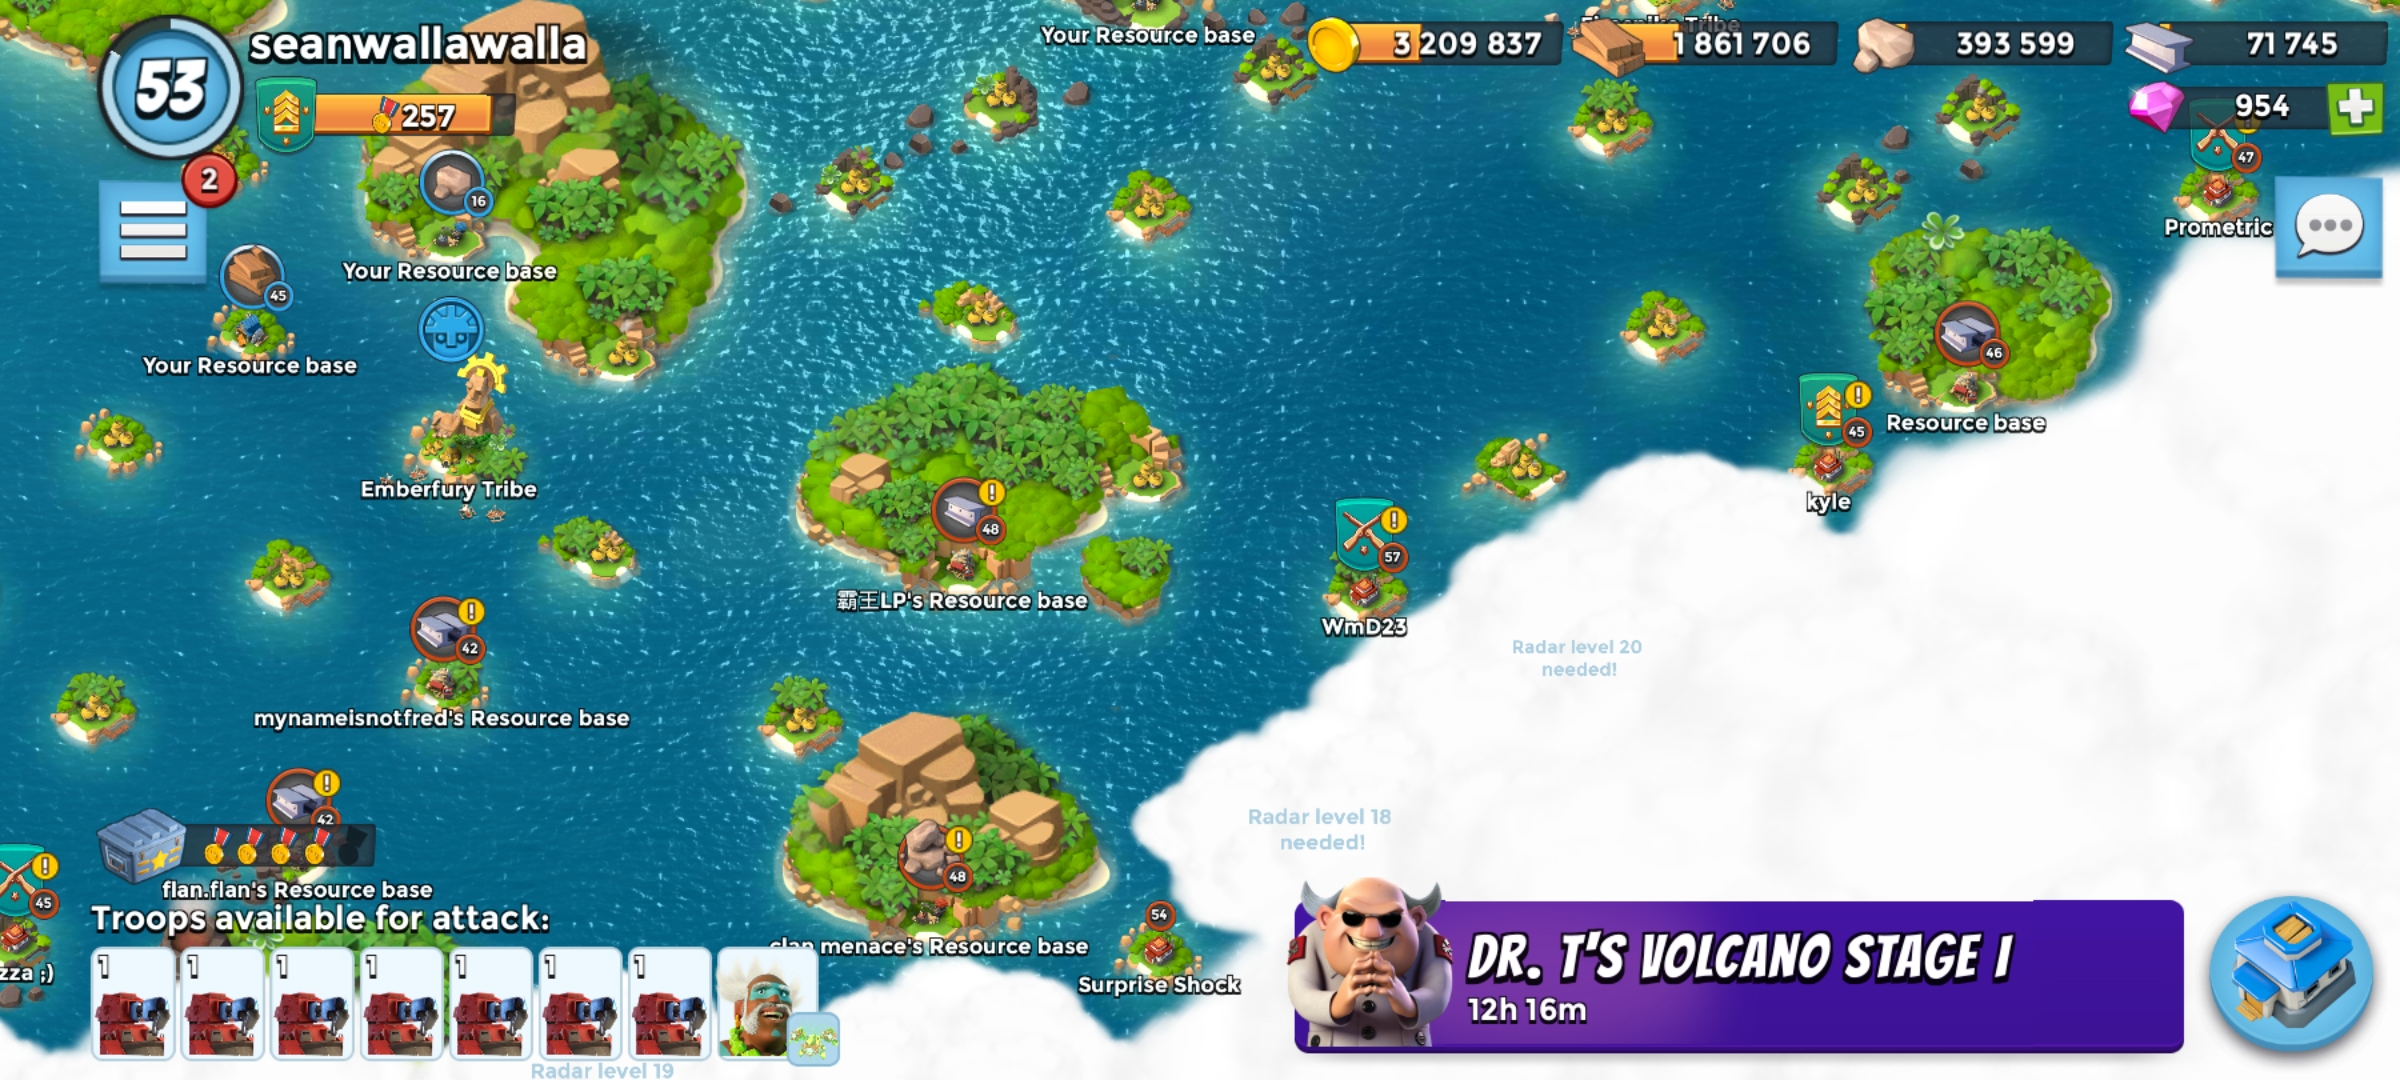 53
seanwallawalla
257
2
Your Resource base
3 209 837
1 861 706
393 599
71 745
954
47
Prometric
16
Your Resource base
45
Your Resource base
Emberfury Tribe
46
Resource base
45
kyle
48
霸王LP's Resource base
57
WmD23
42
mynameisnotfred's Resource base
Radar level 20
needed!
Radar level 18
needed!
42
flan.flan's Resource base
45
zza ;)
48
clan menace's Resource base
54
Surprise Shock
Troops available for attack:
1
1
1
1
1
1
1
Radar level 19
DR. T'S VOLCANO STAGE 1
12h 16m